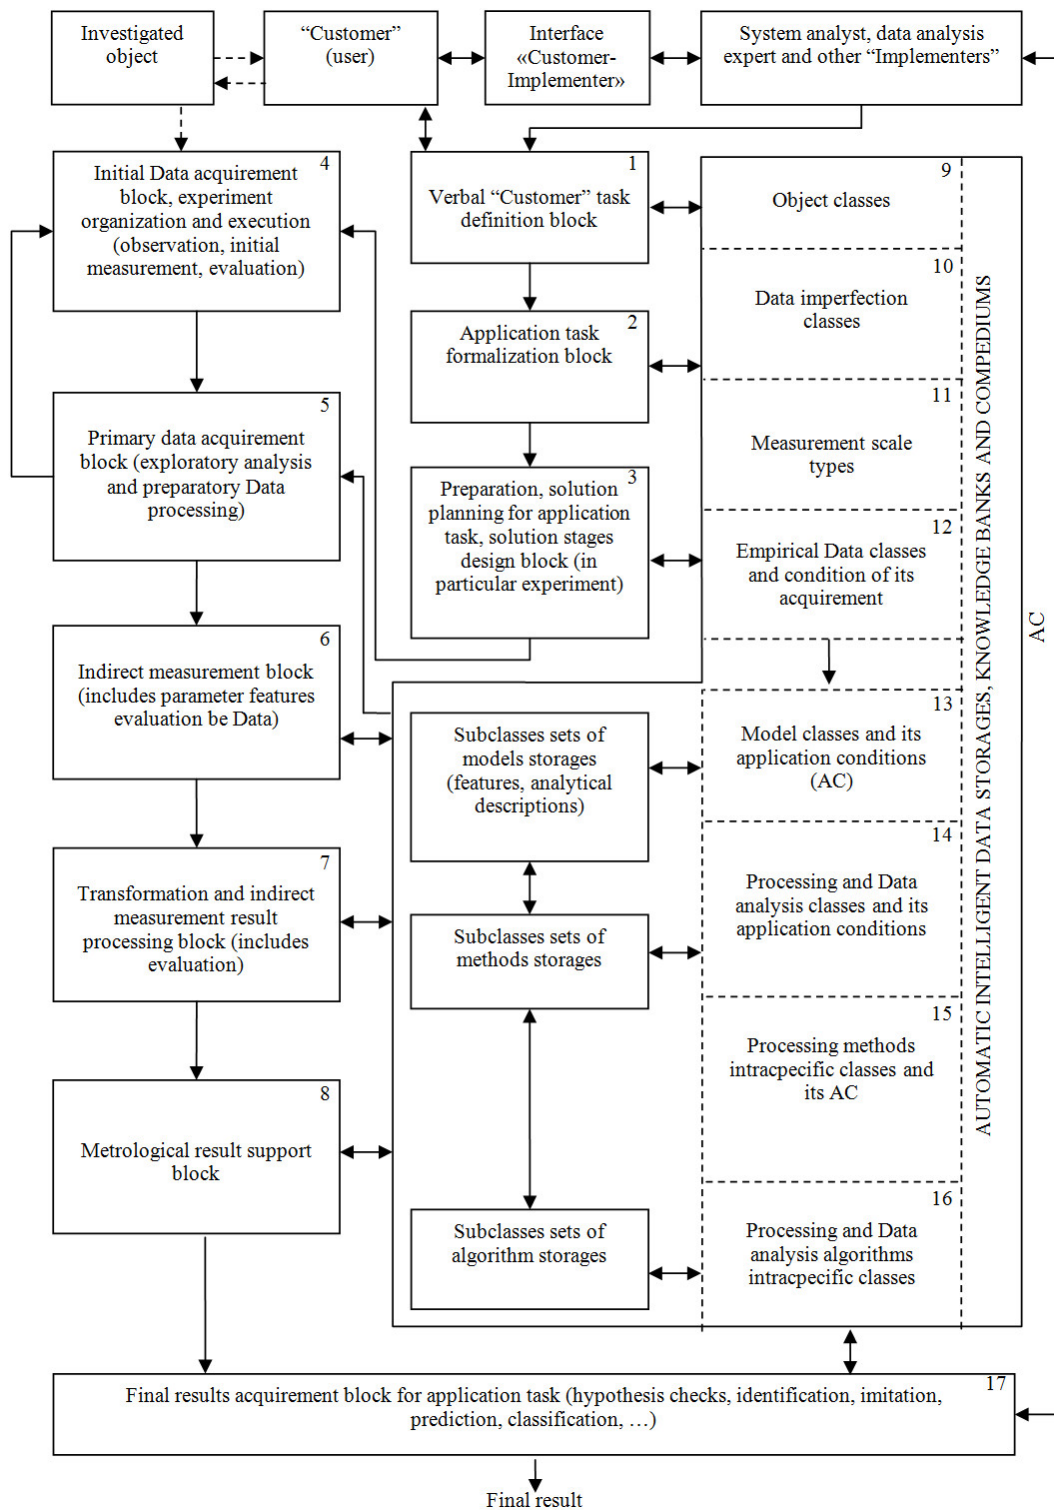 Investigated
object
“Customer”
(user)
Interface
«Customer-
Implementer»
System analyst, data analysis
expert and other “Implementers”
4
Initial Data acquirement
block, experiment
organization and execution
(observation, initial
measurement, evaluation)
1
Verbal “Customer” task
definition block
9
Object classes
10
Data imperfection
classes
2
Application task
formalization block
11
Measurement scale
types
5
Primary data acquirement
block (exploratory analysis
and preparatory Data
processing)
3
Preparation, solution
planning for application
task, solution stages
design block (in
particular experiment)
12
Empirical Data classes
and condition of its
acquirement
6
Indirect measurement block
(includes parameter features
evaluation be Data)
Subclasses sets of
models storages
(features, analytical
descriptions)
13
Model classes and its
application conditions
(AC)
14
Processing and Data
analysis classes and its
application conditions
7
Transformation and indirect
measurement result
processing block (includes
evaluation)
Subclasses sets of
methods storages
15
Processing methods
intracpecific classes and
its AC
8
Metrological result support
block
Subclasses sets of
algorithm storages
16
Processing and Data
analysis algorithms
intracpecific classes
AUTOMATIC INTELLIGENT DATA STORAGES, KNOWLEDGE BANKS AND COMPEDIUMS
AC
17
Final results acquirement block for application task (hypothesis checks, identification, imitation,
prediction, classification, …)
Final result